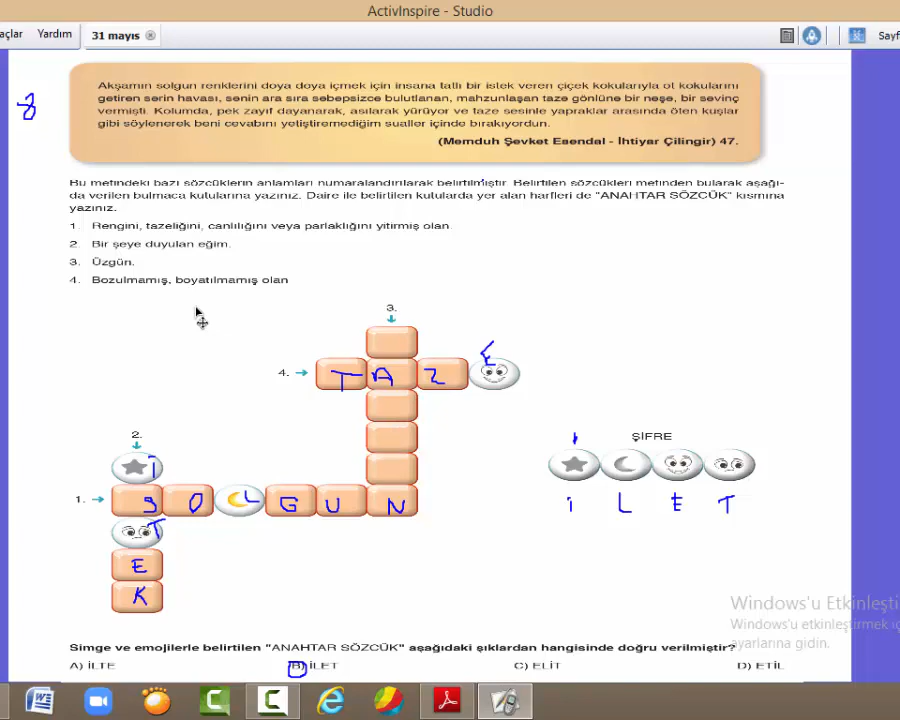 ActivInspire - Studio
açlar Yardım 31 mayıs Sayf
8
Akşamın solgun renklerini doya doya içmek için insana tatlı bir istek veren çiçek kokularıyla ot kokularını
getiren serin havası, senin ara sıra sebepsizce bulutlanan, mahzunlaşan taze gönlüne bir neşe, bir sevinç
vermişti. Kolumda, pek zayıf dayanarak, asılarak yürüyor ve taze sesinle yapraklar arasında öten kuşlar
gibi söylenerek beni cevabını yetiştiremediğim sualler içinde bırakıyordun.
(Memduh Şevket Esendal - İhtiyar Çilingir) 47.
Bu metindeki bazı sözcüklerin anlamları numaralandırılarak belirtilmiştir. Belirtilen sözcükleri metinden bularak aşağı-
da verilen bulmaca kutularına yazınız. Daire ile belirtilen kutularda yer alan harfleri de "ANAHTAR SÖZCÜK" kısmına
yazınız.
1. Rengini, tazeliğini, canlılığını veya parlaklığını yitirmiş olan.
2. Bir şeye duyulan eğim.
3. Üzgün.
4. Bozulmamış, boyatılmamış olan
3.
4. T A Z E
2.
İ
1. S O L G U N
T
E
K
ŞİFRE
i L E T
Windows'u Etkinleşti
Windows'u etkinleştirmek iç
ayarlarına gidin.
Simge ve emojilerle belirtilen "ANAHTAR SÖZCÜK" aşağıdaki şıklardan hangisinde doğru verilmiştir?
A) İLTE B) İLET C) ELİT D) ETİL